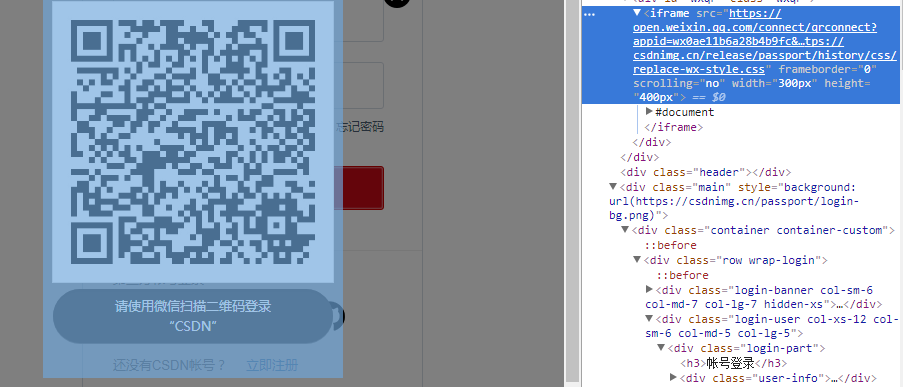 忘记密码
请使用微信扫描二维码登录
“CSDN”
还没有CSDN帐号？ 立即注册
<iframe src="https://
open.weixin.qq.com/connect/qrconnect?
appid=wx0ae11b6a28b4b9fc&…tps://
csdnimg.cn/release/passport/history/css/
replace-wx-style.css" frameborder="0"
scrolling="no" width="300px" height=
"400px"> == $0
#document
</iframe>
</div>
</div>
<div class="header"></div>
<div class="main" style="background:
url(https://csdnimg.cn/passport/login-
bg.png)">
<div class="container container-custom">
::before
<div class="row wrap-login">
::before
<div class="login-banner col-sm-6
col-md-7 col-lg-7 hidden-xs">…</div>
<div class="login-user col-xs-12 col-
sm-6 col-md-5 col-lg-5">
<div class="login-part">
<h3>帐号登录</h3>
<div class="user-info">…</div>